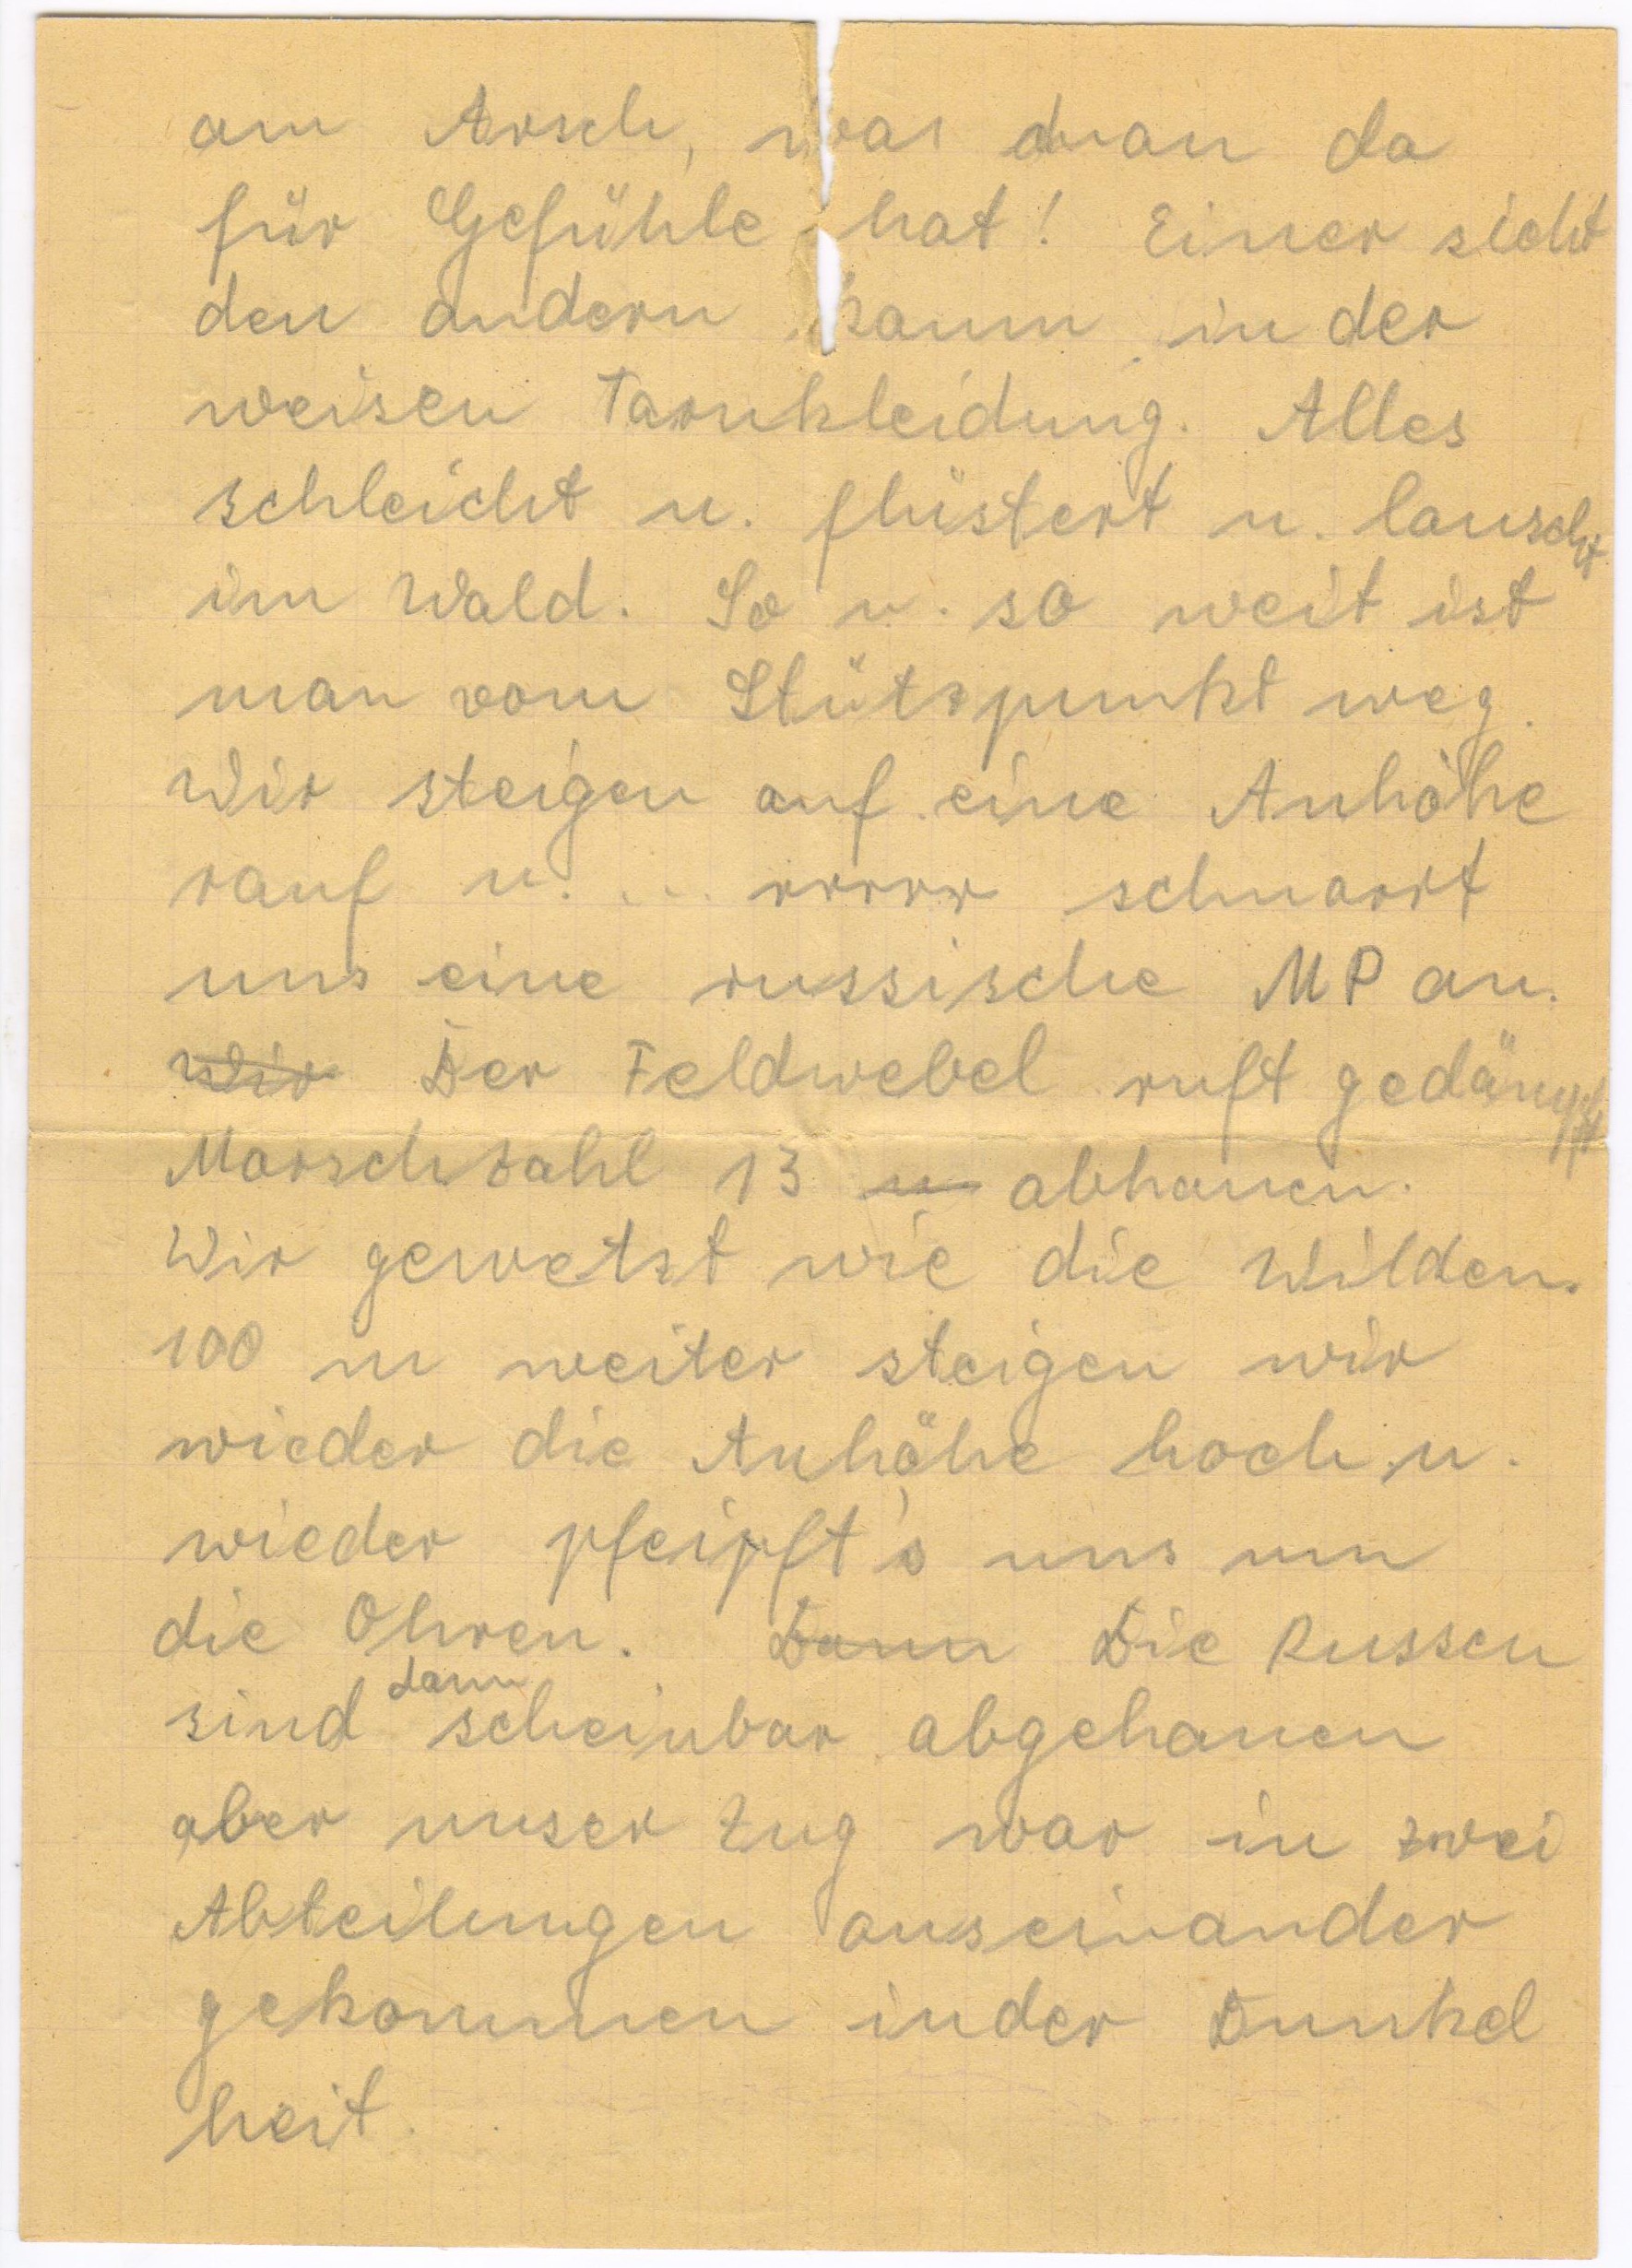 am Arsch, was man da
für Gefühle hat! Einer sieht
den andern kaum in der
weisen Tarnkleidung. Alles
schleicht u. flüstert u. lauscht
im Wald. So u. so weit ist
man vom Stützpunkt weg.
Wir steigen auf eine Anhöhe
rauf u. ... rrrrr schnarrt
uns eine russische MP an.
Wir Der Feldwebel ruft gedämpft
Marschzahl 13 u abhauen.
Wir gewetzt wie die Wilden.
100 m weiter steigen wir
wieder die Anhöhe hoch u.
wieder pfeipft's uns um
die Ohren. Dann Die Russen
sind dann scheinbar abgehauen
aber unser Zug war in zwei
Abteilungen auseinander
gekommen in der Dunkel
heit.